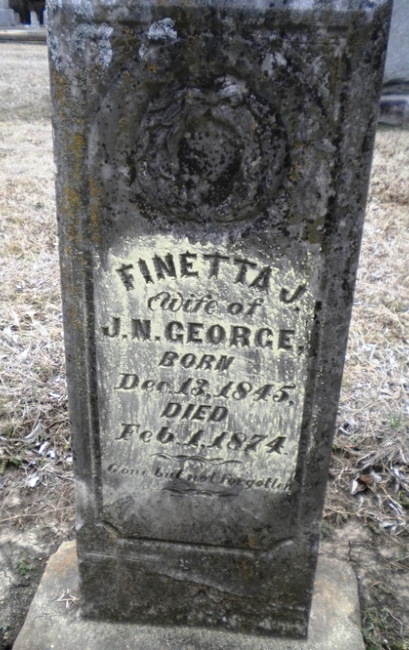 FINETTA J.
Wife of
J.N. GEORGE,
BORN
Dec. 13, 1845,
DIED
Feb. 1, 1874.
Gone but not forgotten